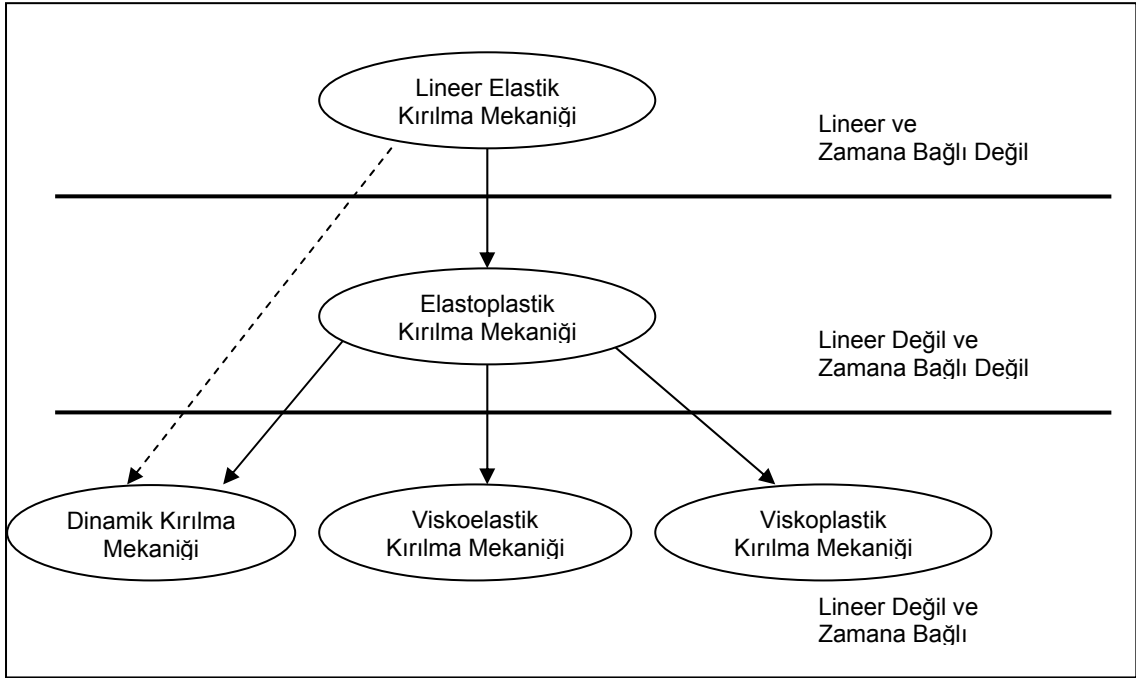 Lineer Elastik
Kırılma Mekaniği
Lineer ve
Zamana Bağlı Değil
Elastoplastik
Kırılma Mekaniği
Lineer Değil ve
Zamana Bağlı Değil
Dinamik Kırılma
Mekaniği
Viskoelastik
Kırılma Mekaniği
Viskoplastik
Kırılma Mekaniği
Lineer Değil ve
Zamana Bağlı